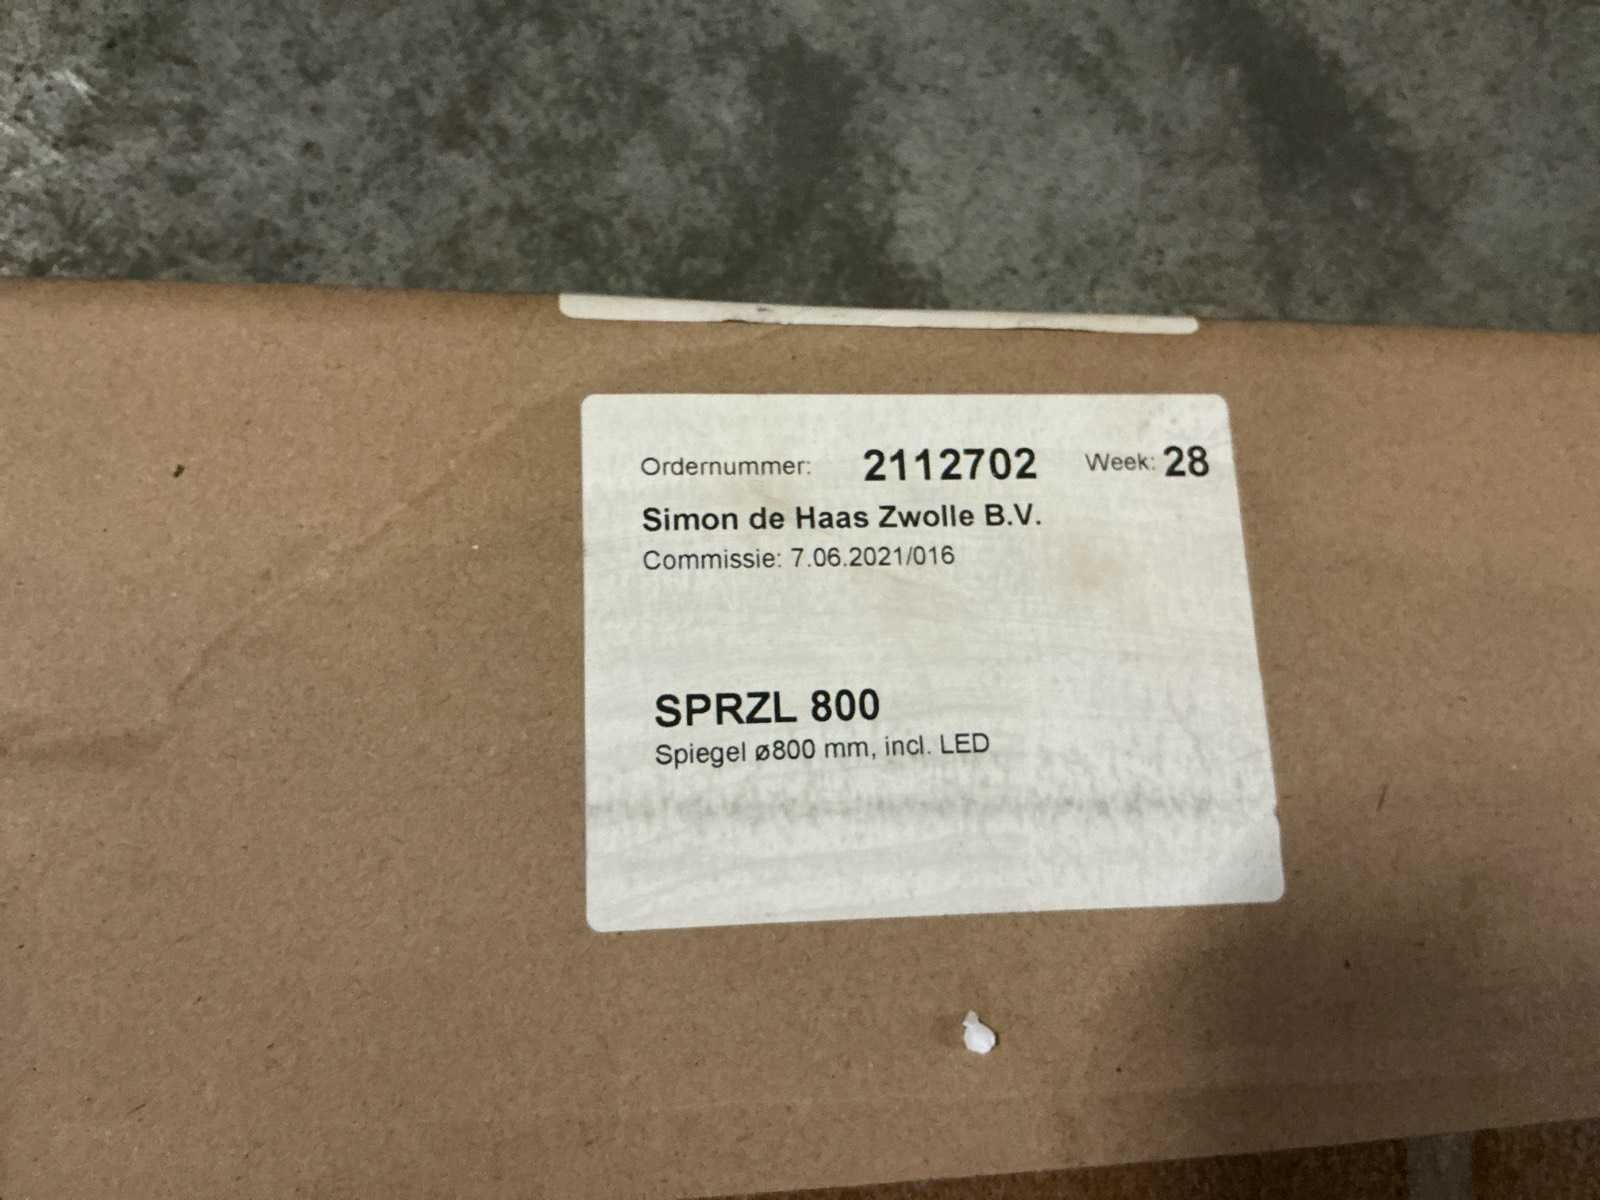 Ordernummer: 2112702 Week: 28
Simon de Haas Zwolle B.V.
Commissie: 7.06.2021/016
SPRZL 800
Spiegel ø800 mm, incl. LED